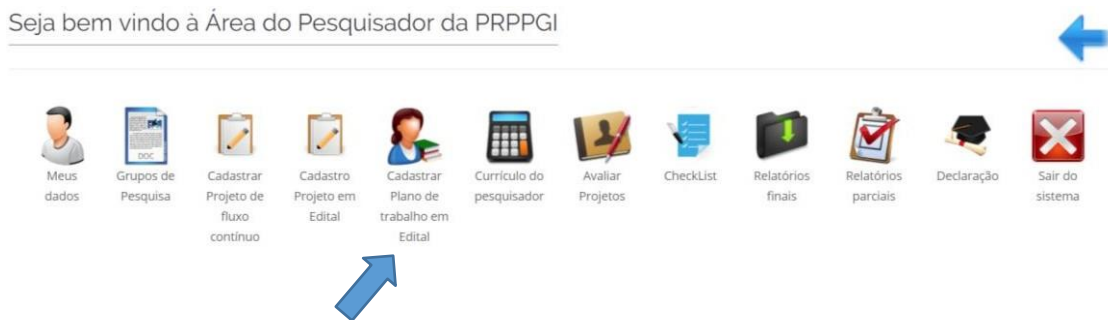 Seja bem vindo à Área do Pesquisador da PRPPGI
DOC
Meus
dados
Grupos de
Pesquisa
Cadastrar
Projeto de
fluxo
contínuo
Cadastro
Projeto em
Edital
Cadastrar
Plano de
trabalho em
Edital
Currículo do
pesquisador
Avaliar
Projetos
CheckList
Relatórios
finais
Relatórios
parciais
Declaração
Sair do
sistema